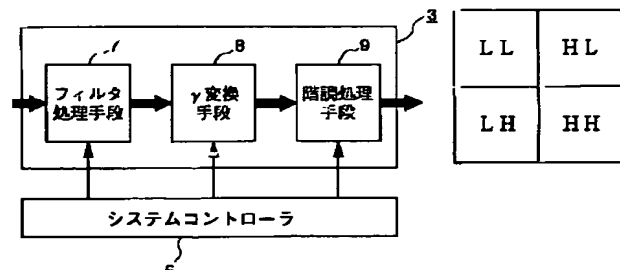 7 8 9 3
フィルタ
処理手段
γ変換
手段
階調処理
手段
システムコントローラ
LL HL
LH HH